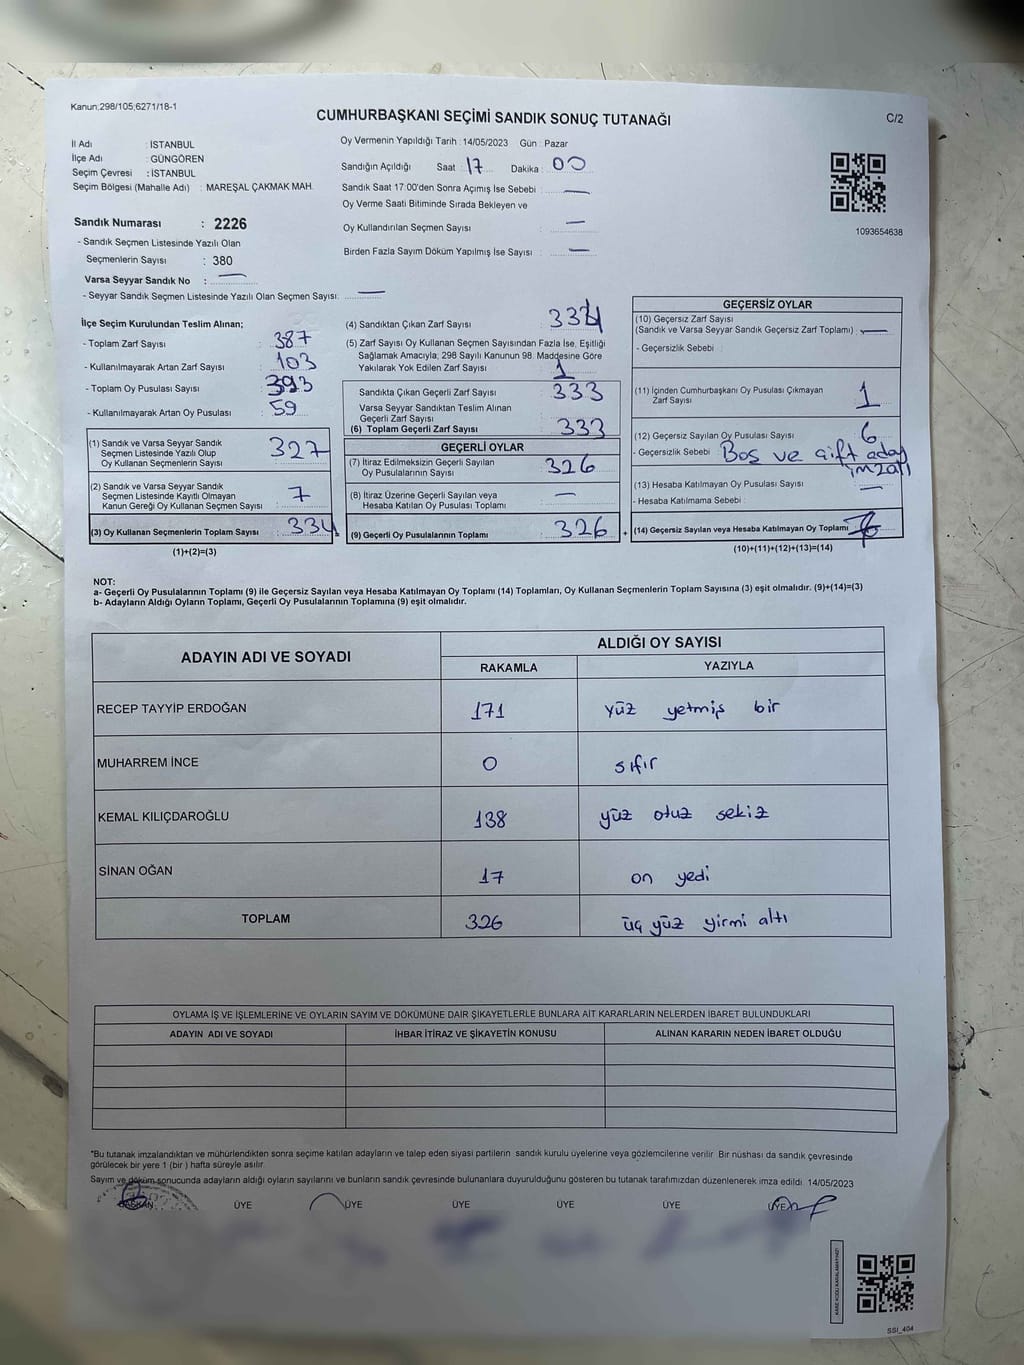 Kanun;298/105;6271/18-1
CUMHURBAŞKANI SEÇİMİ SANDIK SONUÇ TUTANAĞI
C/2
İl Adı : İSTANBUL
İlçe Adı : GÜNGÖREN
Seçim Çevresi : İSTANBUL
Seçim Bölgesi (Mahalle Adı) : MAREŞAL ÇAKMAK MAH.
Sandık Numarası : 2226
- Sandık Seçmen Listesinde Yazılı Olan
Seçmenlerin Sayısı : 380
Varsa Seyyar Sandık No : —
- Seyyar Sandık Seçmen Listesinde Yazılı Olan Seçmen Sayısı: —
Oy Vermenin Yapıldığı Tarih : 14/05/2023 Gün : Pazar
Sandığın Açıldığı Saat : 17 Dakika : 00
Sandık Saat 17:00'den Sonra Açımış İse Sebebi : —
Oy Verme Saati Bitiminde Sırada Bekleyen ve
Oy Kullandırılan Seçmen Sayısı : —
Birden Fazla Sayım Döküm Yapılmış İse Sayısı : —
1093654638
İlçe Seçim Kurulundan Teslim Alınan;
- Toplam Zarf Sayısı : 387
- Kullanılmayarak Artan Zarf Sayısı : 103
- Toplam Oy Pusulası Sayısı : 393
- Kullanılmayarak Artan Oy Pusulası : 59
(1) Sandık ve Varsa Seyyar Sandık
Seçmen Listesinde Yazılı Olup
Oy Kullanan Seçmenlerin Sayısı : 327
(2) Sandık ve Varsa Seyyar Sandık
Seçmen Listesinde Kayıtlı Olmayan
Kanun Gereği Oy Kullanan Seçmen Sayısı : 7
(3) Oy Kullanan Seçmenlerin Toplam Sayısı : 334
(1)+(2)=(3)
(4) Sandıktan Çıkan Zarf Sayısı : 334
(5) Zarf Sayısı Oy Kullanan Seçmen Sayısından Fazla İse, Eşitliği
Sağlamak Amacıyla, 298 Sayılı Kanunun 98. Maddesine Göre
Yakılarak Yok Edilen Zarf Sayısı : 1
Sandıkta Çıkan Geçerli Zarf Sayısı : 333
Varsa Seyyar Sandıktan Teslim Alınan
Geçerli Zarf Sayısı :
(6) Toplam Geçerli Zarf Sayısı : 333
GEÇERLİ OYLAR
(7) İtiraz Edilmeksizin Geçerli Sayılan
Oy Pusulalarının Sayısı : 326
(8) İtiraz Üzerine Geçerli Sayılan veya
Hesaba Katılan Oy Pusulası Toplamı : —
(9) Geçerli Oy Pusulalarının Toplamı : 326 +
GEÇERSİZ OYLAR
(10) Geçersiz Zarf Sayısı
(Sandık ve Varsa Seyyar Sandık Geçersiz Zarf Toplamı) : —
- Geçersizlik Sebebi :
(11) İçinden Cumhurbaşkanı Oy Pusulası Çıkmayan
Zarf Sayısı : 1
(12) Geçersiz Sayılan Oy Pusulası Sayısı : 6
- Geçersizlik Sebebi : Boş ve çift aday
imzalı
(13) Hesaba Katılmayan Oy Pusulası Sayısı : —
- Hesaba Katılmama Sebebi :
(14) Geçersiz Sayılan veya Hesaba Katılmayan Oy Toplamı :
(10)+(11)+(12)+(13)=(14)
NOT:
a- Geçerli Oy Pusulalarının Toplamı (9) ile Geçersiz Sayılan veya Hesaba Katılmayan Oy Toplamı (14) Toplamları, Oy Kullanan Seçmenlerin Toplam Sayısına (3) eşit olmalıdır. (9)+(14)=(3)
b- Adayların Aldığı Oyların Toplamı, Geçerli Oy Pusulalarının Toplamına (9) eşit olmalıdır.
ADAYIN ADI VE SOYADI
ALDIĞI OY SAYISI
RAKAMLA
YAZIYLA
RECEP TAYYİP ERDOĞAN 171 yüz yetmiş bir
MUHARREM İNCE 0 sıfır
KEMAL KILIÇDAROĞLU 138 yüz otuz sekiz
SİNAN OĞAN 17 on yedi
TOPLAM 326 üç yüz yirmi altı
OYLAMA İŞ VE İŞLEMLERİNE VE OYLARIN SAYIM VE DÖKÜMÜNE DAİR ŞİKAYETLERLE BUNLARA AİT KARARLARIN NELERDEN İBARET BULUNDUKLARI
ADAYIN ADI VE SOYADI
İHBAR İTİRAZ VE ŞİKAYETİN KONUSU
ALINAN KARARIN NEDEN İBARET OLDUĞU
"Bu tutanak imzalandıktan ve mühürlendikten sonra seçime katılan adayların ve talep eden siyasi partilerin sandık kurulu üyelerine veya gözlemcilerine verilir. Bir nüshası da sandık çevresinde
görülecek bir yere 1 (bir ) hafta süreyle asılır.
Sayım ve döküm sonucunda adayların aldığı oyların sayılarını ve bunların sandık çevresinde bulunanlara duyurulduğunu gösteren bu tutanak tarafımızdan düzenlenerek imza edildi. 14/05/2023
BAŞKAN ÜYE ÜYE ÜYE ÜYE ÜYE ÜYE
KARE KODU KARALAMAYINIZ!
SSI_404